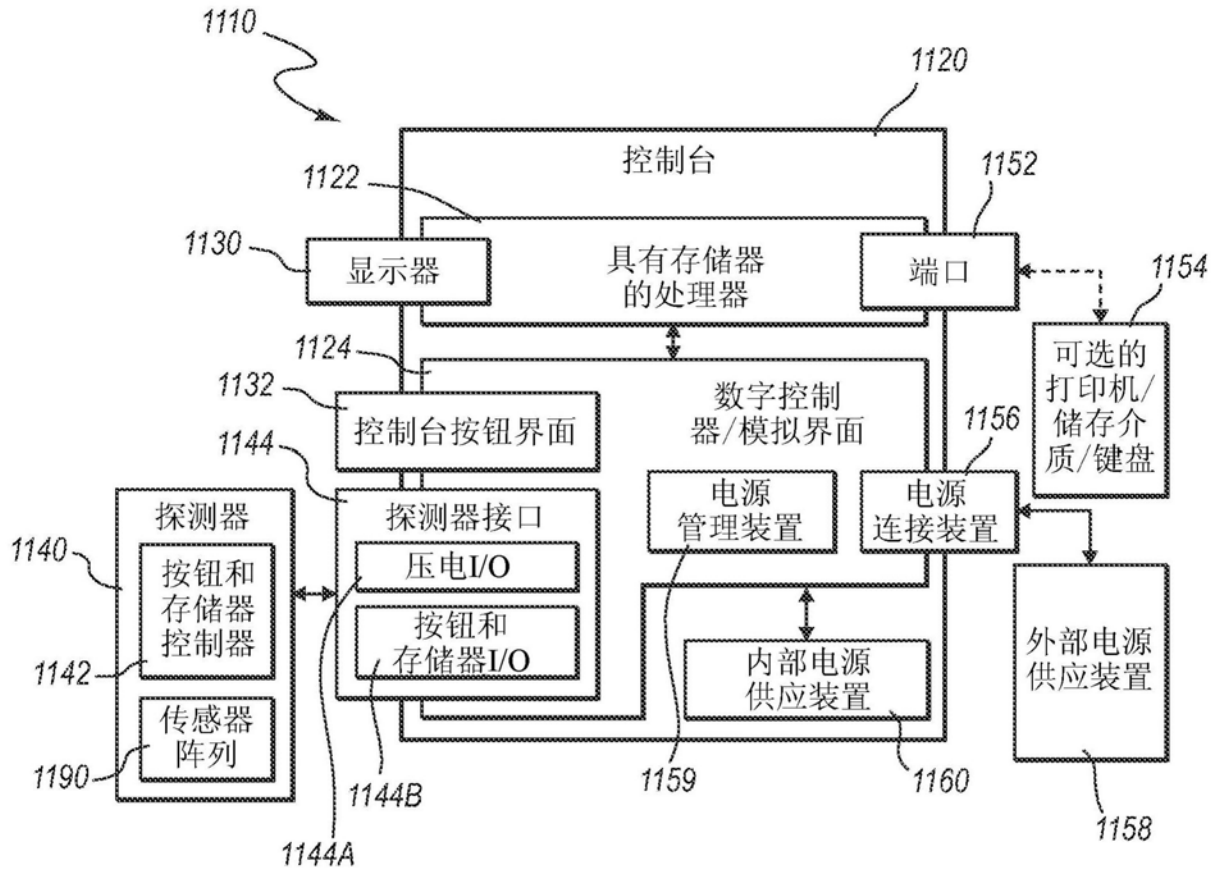 1110
1120
控制台
1122
1152
1130
显示器
具有存储器
的处理器
端口
1154
可选的
打印机/
储存介
质/键盘
1124
1132
控制台按钮界面
数字控制
器/模拟界面
1144
1156
探测器接口
电源
管理装置
电源
连接装置
探测器
1140
按钮和
存储器
控制器
压电I/O
按钮和
存储器I/O
1142
内部电源
供应装置
外部电源
供应装置
传感器
阵列
1190
1144B
1144A
1159
1160
1158